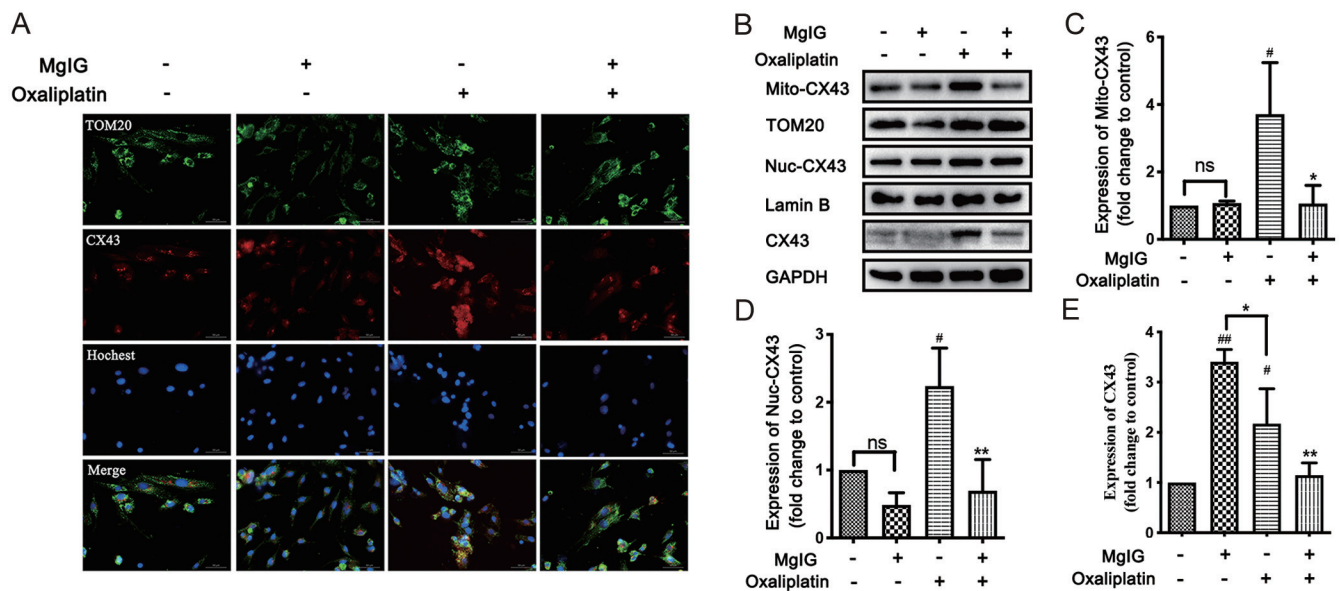 A
MgIG - + - +
Oxaliplatin - - + +
TOM20
CX43
Hochest
Merge
B
MgIG - + - +
Oxaliplatin - - + +
Mito-CX43
TOM20
Nuc-CX43
Lamin B
CX43
GAPDH
C
Expression of Mito-CX43
(fold change to control)
6
4
2
0
ns
#
*
MgIG - + - +
Oxaliplatin - - + +
D
Expression of Nuc-CX43
(fold change to control)
3
2
1
0
ns
#
**
MgIG - + - +
Oxaliplatin - - + +
E
Expression of CX43
(fold change to control)
4
3
2
1
0
##
*
#
**
MgIG - + - +
Oxaliplatin - - + +